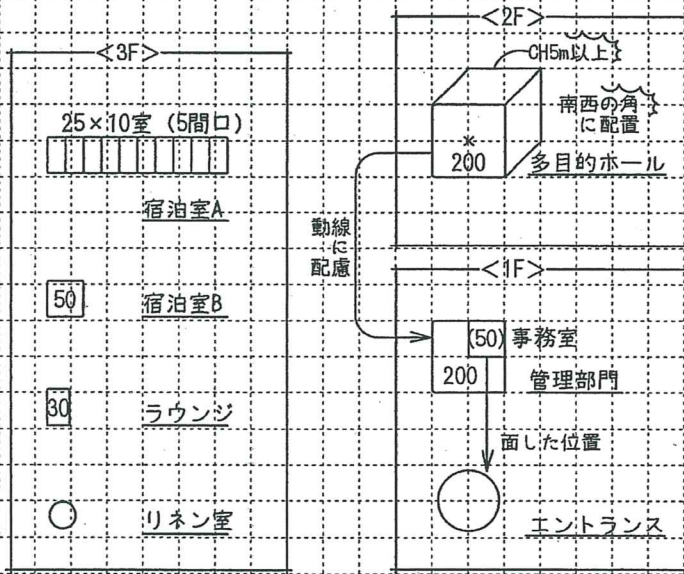 <3F>
25×10室 (5間口)
宿泊室A
50
宿泊室B
30
ラウンジ
リネン室
<2F>
CH5m以上
南西の角
に配置
×
200
多目的ホール
動線
に
配慮
<1F>
(50)
事務室
200
管理部門
面した位置
エントランス